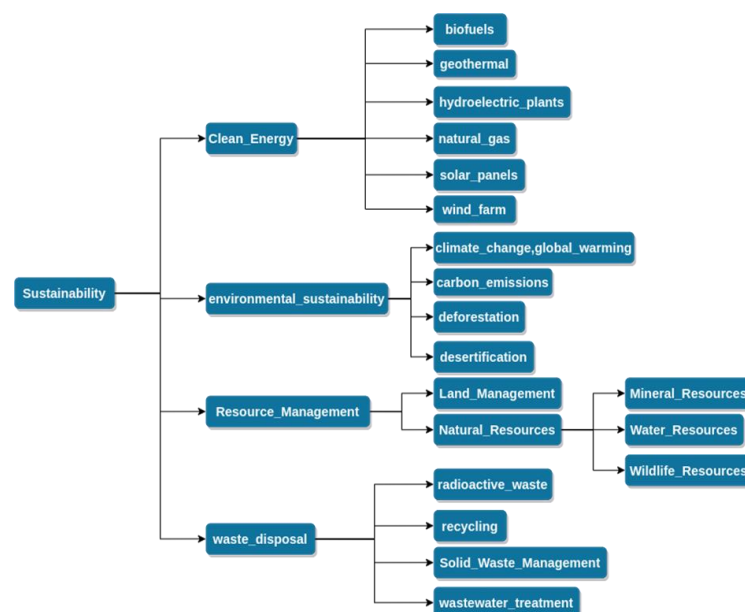 Sustainability
Clean_Energy
biofuels
geothermal
hydroelectric_plants
natural_gas
solar_panels
wind_farm
environmental_sustainability
climate_change,global_warming
carbon_emissions
deforestation
desertification
Resource_Management
Land_Management
Natural_Resources
Mineral_Resources
Water_Resources
Wildlife_Resources
waste_disposal
radioactive_waste
recycling
Solid_Waste_Management
wastewater_treatment